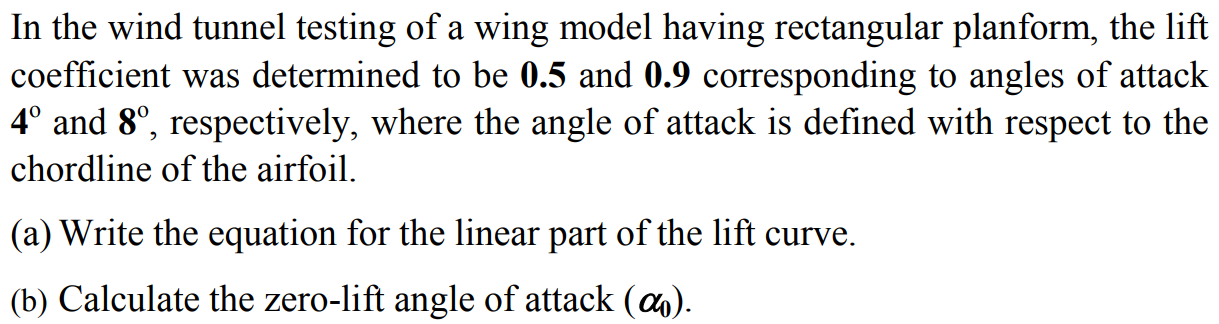 In the wind tunnel testing of a wing model having rectangular planform, the lift
coefficient was determined to be 0.5 and 0.9 corresponding to angles of attack
4º and 8º, respectively, where the angle of attack is defined with respect to the
chordline of the airfoil.
(a) Write the equation for the linear part of the lift curve.
(b) Calculate the zero-lift angle of attack (α₀).